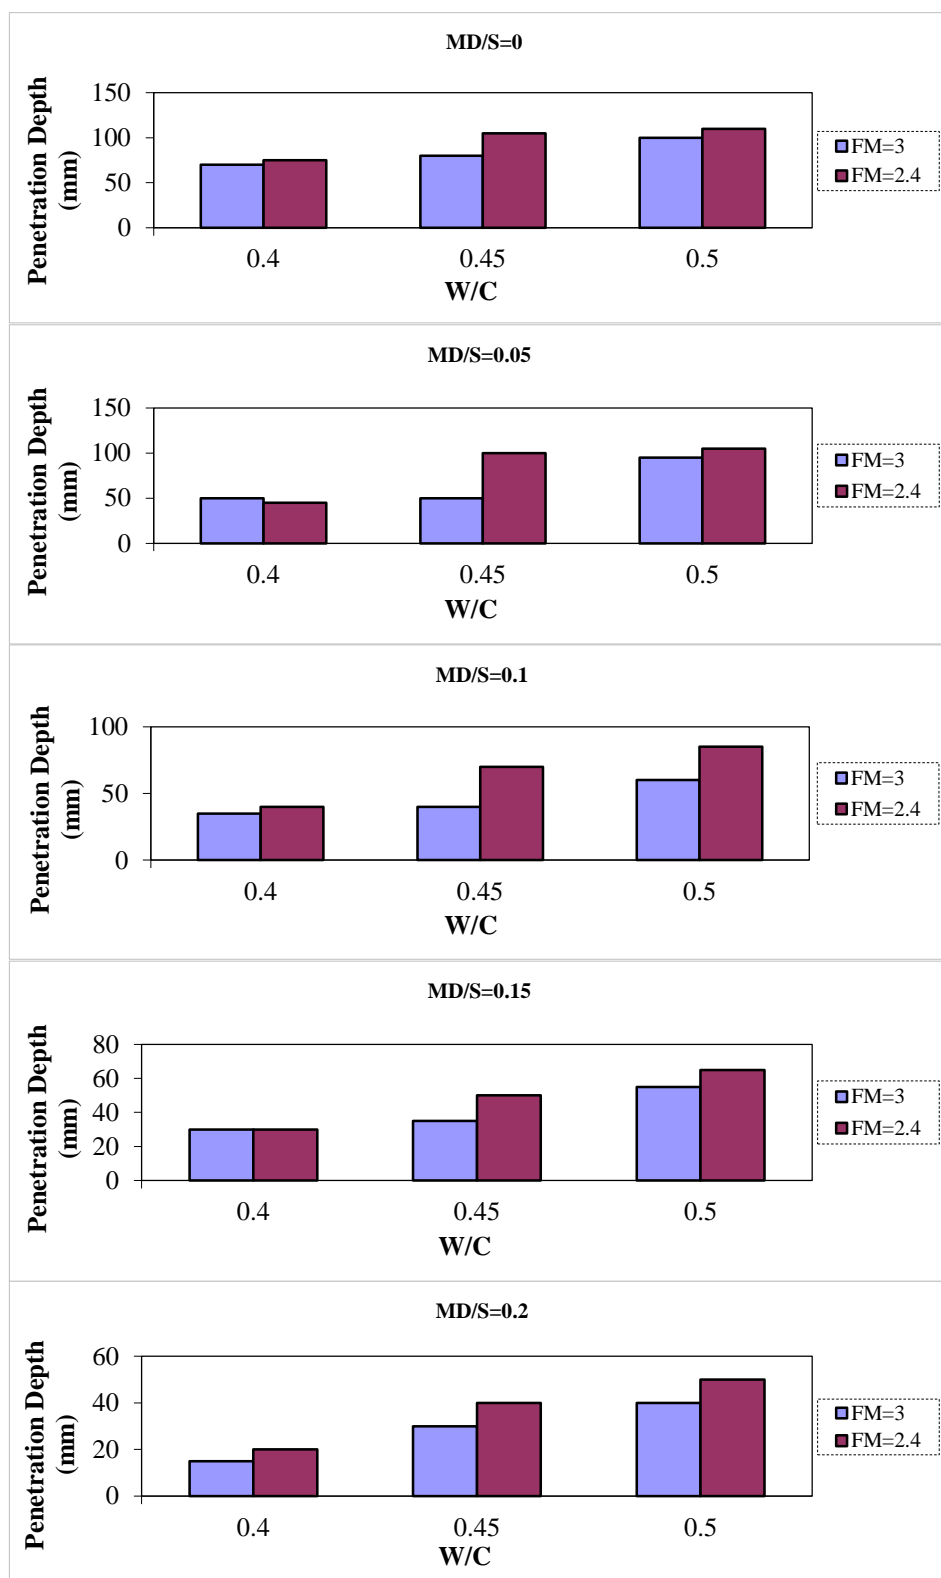 MD/S=0
Penetration Depth
(mm)
150
100
50
0
0.4
0.45
0.5
W/C
FM=3
FM=2.4
MD/S=0.05
Penetration Depth
(mm)
150
100
50
0
0.4
0.45
0.5
W/C
FM=3
FM=2.4
MD/S=0.1
Penetration Depth
(mm)
100
50
0
0.4
0.45
0.5
W/C
FM=3
FM=2.4
MD/S=0.15
Penetration Depth
(mm)
80
60
40
20
0
0.4
0.45
0.5
W/C
FM=3
FM=2.4
MD/S=0.2
Penetration Depth
(mm)
60
40
20
0
0.4
0.45
0.5
W/C
FM=3
FM=2.4